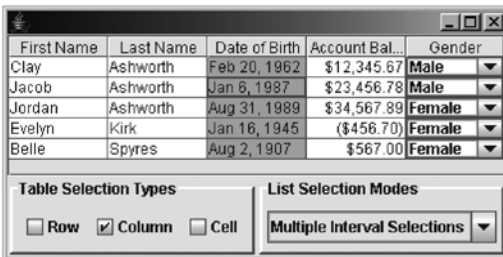 First Name Last Name Date of Birth Account Bal... Gender
Clay Ashworth Feb 20, 1962 $12,345.67 Male
Jacob Ashworth Jan 6, 1987 $23,456.78 Male
Jordan Ashworth Aug 31, 1989 $34,567.89 Female
Evelyn Kirk Jan 16, 1945 ($456.70) Female
Belle Spyres Aug 2, 1907 $567.00 Female
Table Selection Types List Selection Modes
Row Column Cell Multiple Interval Selections